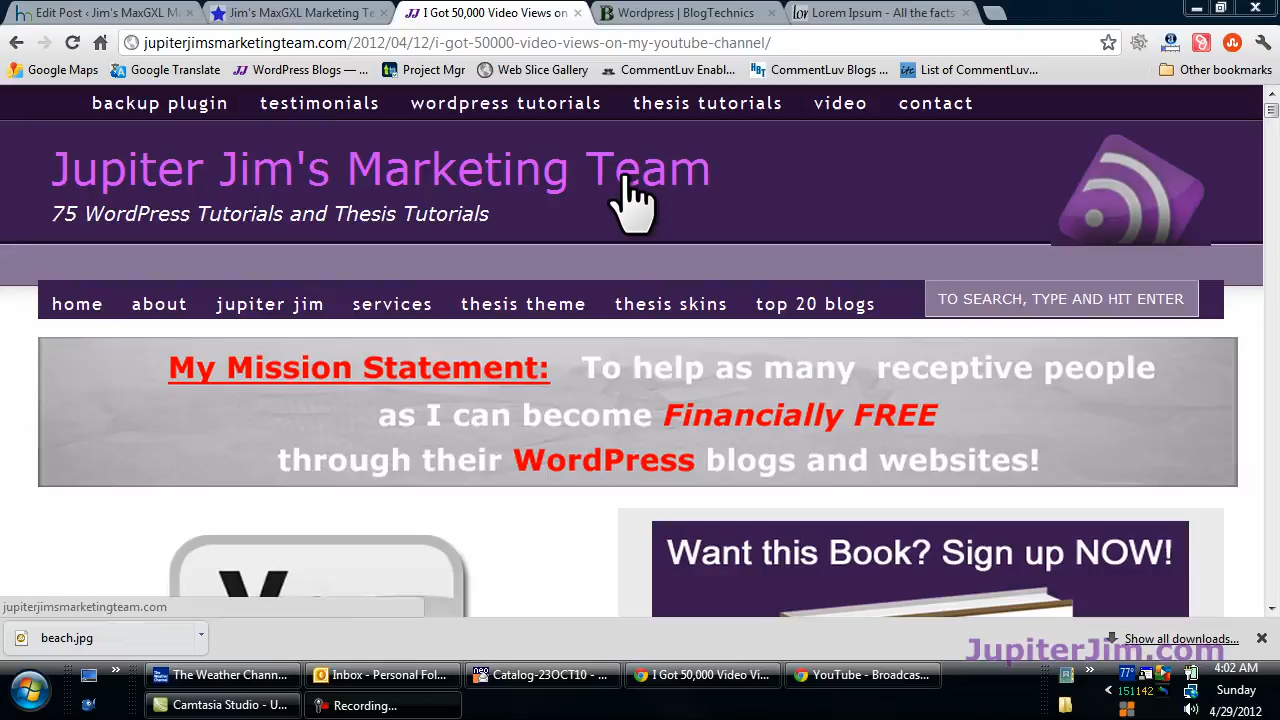 Edit Post ‹ Jim's MaxGXL M
Jim's MaxGXL Marketing Te
I Got 50,000 Video Views on
Wordpress | BlogTechnics
Lorem Ipsum - All the facts
jupiterjimsmarketingteam.com/2012/04/12/i-got-50000-video-views-on-my-youtube-channel/
Google Maps
Google Translate
WordPress Blogs — ...
Project Mgr
Web Slice Gallery
CommentLuv Enabl...
CommentLuv Blogs ...
List of CommentLuv...
Other bookmarks
backup plugin
testimonials
wordpress tutorials
thesis tutorials
video
contact
Jupiter Jim's Marketing Team
75 WordPress Tutorials and Thesis Tutorials
home
about
jupiter jim
services
thesis theme
thesis skins
top 20 blogs
TO SEARCH, TYPE AND HIT ENTER
My Mission Statement: To help as many receptive people
as I can become Financially FREE
through their WordPress blogs and websites!
Want this Book? Sign up NOW!
jupiterjimsmarketingteam.com
beach.jpg
Show all downloads...
JupiterJim.com
The Weather Chann...
Inbox - Personal Fol...
Catalog-23OCT10 - ...
I Got 50,000 Video Vi...
YouTube - Broadcas...
77°
4:02 AM
Camtasia Studio - U...
Recording...
151142
Sunday
4/29/2012